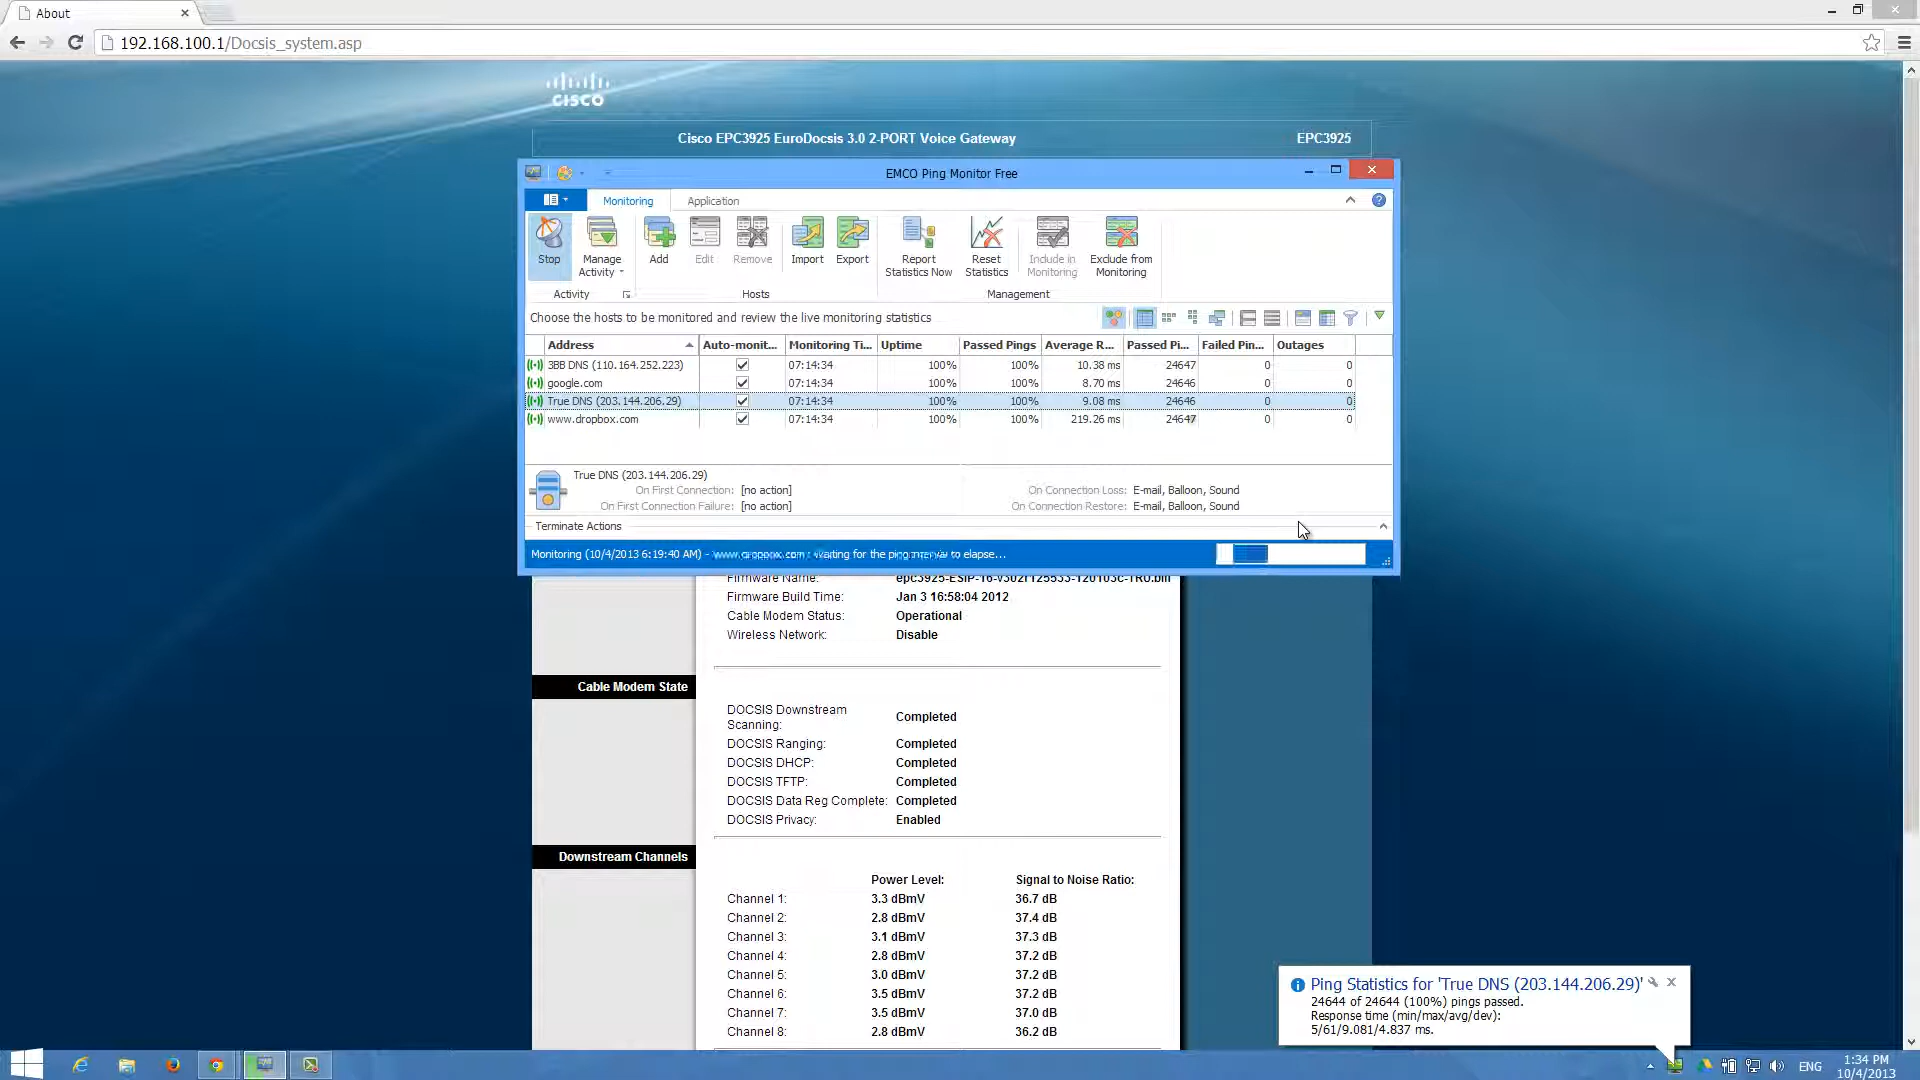 About
192.168.100.1/Docsis_system.asp
CISCO
Cisco EPC3925 EuroDocsis 3.0 2-PORT Voice Gateway EPC3925
EMCO Ping Monitor Free
Monitoring Application
Stop Manage Activity Add Edit Remove Import Export Report Statistics Now Reset Statistics Include in Monitoring Exclude from Monitoring
Activity Hosts Management
Choose the hosts to be monitored and review the live monitoring statistics
Address Auto-monit... Monitoring Ti... Uptime Passed Pings Average R... Passed Pi... Failed Pin... Outages
3BB DNS (110.164.252.223) 07:14:34 100% 100% 10.38 ms 24647 0 0
google.com 07:14:34 100% 100% 8.70 ms 24646 0 0
True DNS (203.144.206.29) 07:14:34 100% 100% 9.08 ms 24646 0 0
www.dropbox.com 07:14:34 100% 100% 219.26 ms 24647 0 0
True DNS (203.144.206.29)
On First Connection: [no action] On Connection Loss: E-mail, Balloon, Sound
On First Connection Failure: [no action] On Connection Restore: E-mail, Balloon, Sound
Terminate Actions
Monitoring (10/4/2013 6:19:40 AM) - www.dropbox.com : Waiting for the ping interval to elapse...
Firmware Name:
Firmware Build Time: Jan 3 16:58:04 2012
Cable Modem Status: Operational
Wireless Network: Disable
Cable Modem State
DOCSIS Downstream
Scanning: Completed
DOCSIS Ranging: Completed
DOCSIS DHCP: Completed
DOCSIS TFTP: Completed
DOCSIS Data Reg Complete: Completed
DOCSIS Privacy: Enabled
Downstream Channels
Power Level: Signal to Noise Ratio:
Channel 1: 3.3 dBmV 36.7 dB
Channel 2: 2.8 dBmV 37.4 dB
Channel 3: 3.1 dBmV 37.3 dB
Channel 4: 2.8 dBmV 37.2 dB
Channel 5: 3.0 dBmV 37.2 dB
Channel 6: 3.5 dBmV 37.2 dB
Channel 7: 3.5 dBmV 37.0 dB
Channel 8: 2.8 dBmV 36.2 dB
Ping Statistics for 'True DNS (203.144.206.29)'
24644 of 24644 (100%) pings passed.
Response time (min/max/avg/dev):
5/61/9.081/4.837 ms.
ENG
1:34 PM
10/4/2013